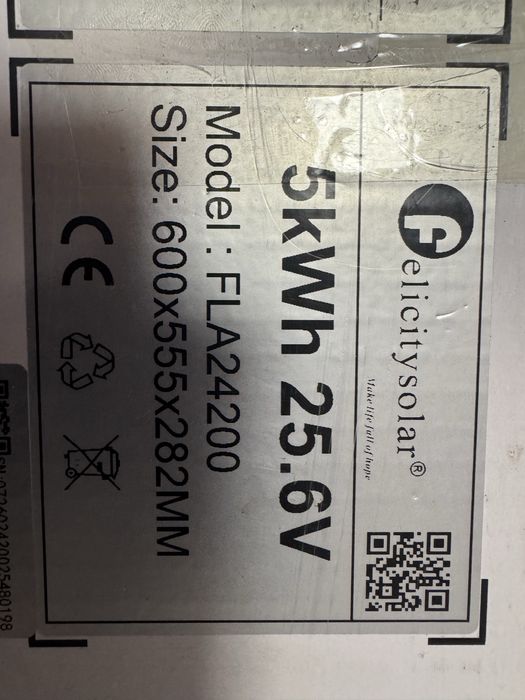 felicitysolar®
Make life full of hope
5kWh 25.6V
Model : FLA24200
Size: 600x555x282MM
CE